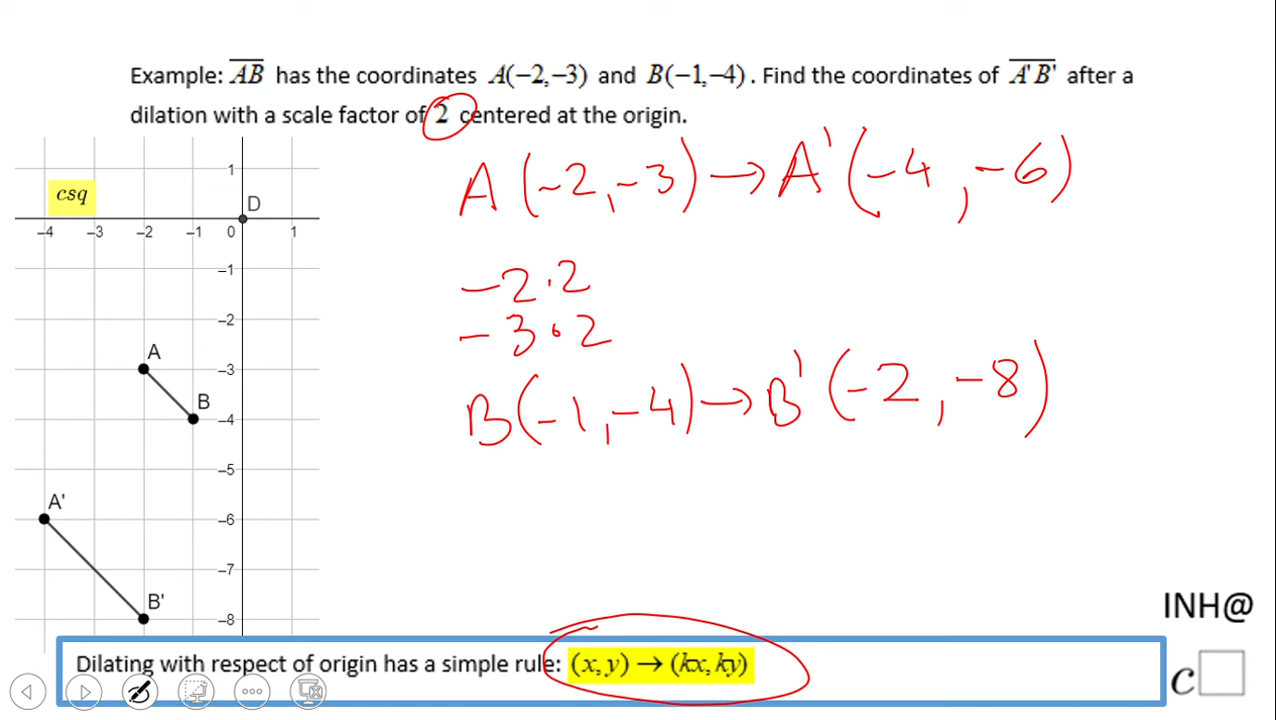 Example: AB has the coordinates A(−2,−3) and B(−1,−4). Find the coordinates of A'B' after a
dilation with a scale factor of 2 centered at the origin.
csq
D
1
−4 −3 −2 −1 0 1
−1
−2
A
−3
B
−4
−5
A'
−6
−7
B'
−8
A(−2,−3)→A'(−4,−6)
−2·2
−3·2
B(−1,−4)→B'(−2,−8)
INH@
Dilating with respect of origin has a simple rule: (x,y)→(kx,ky)
c